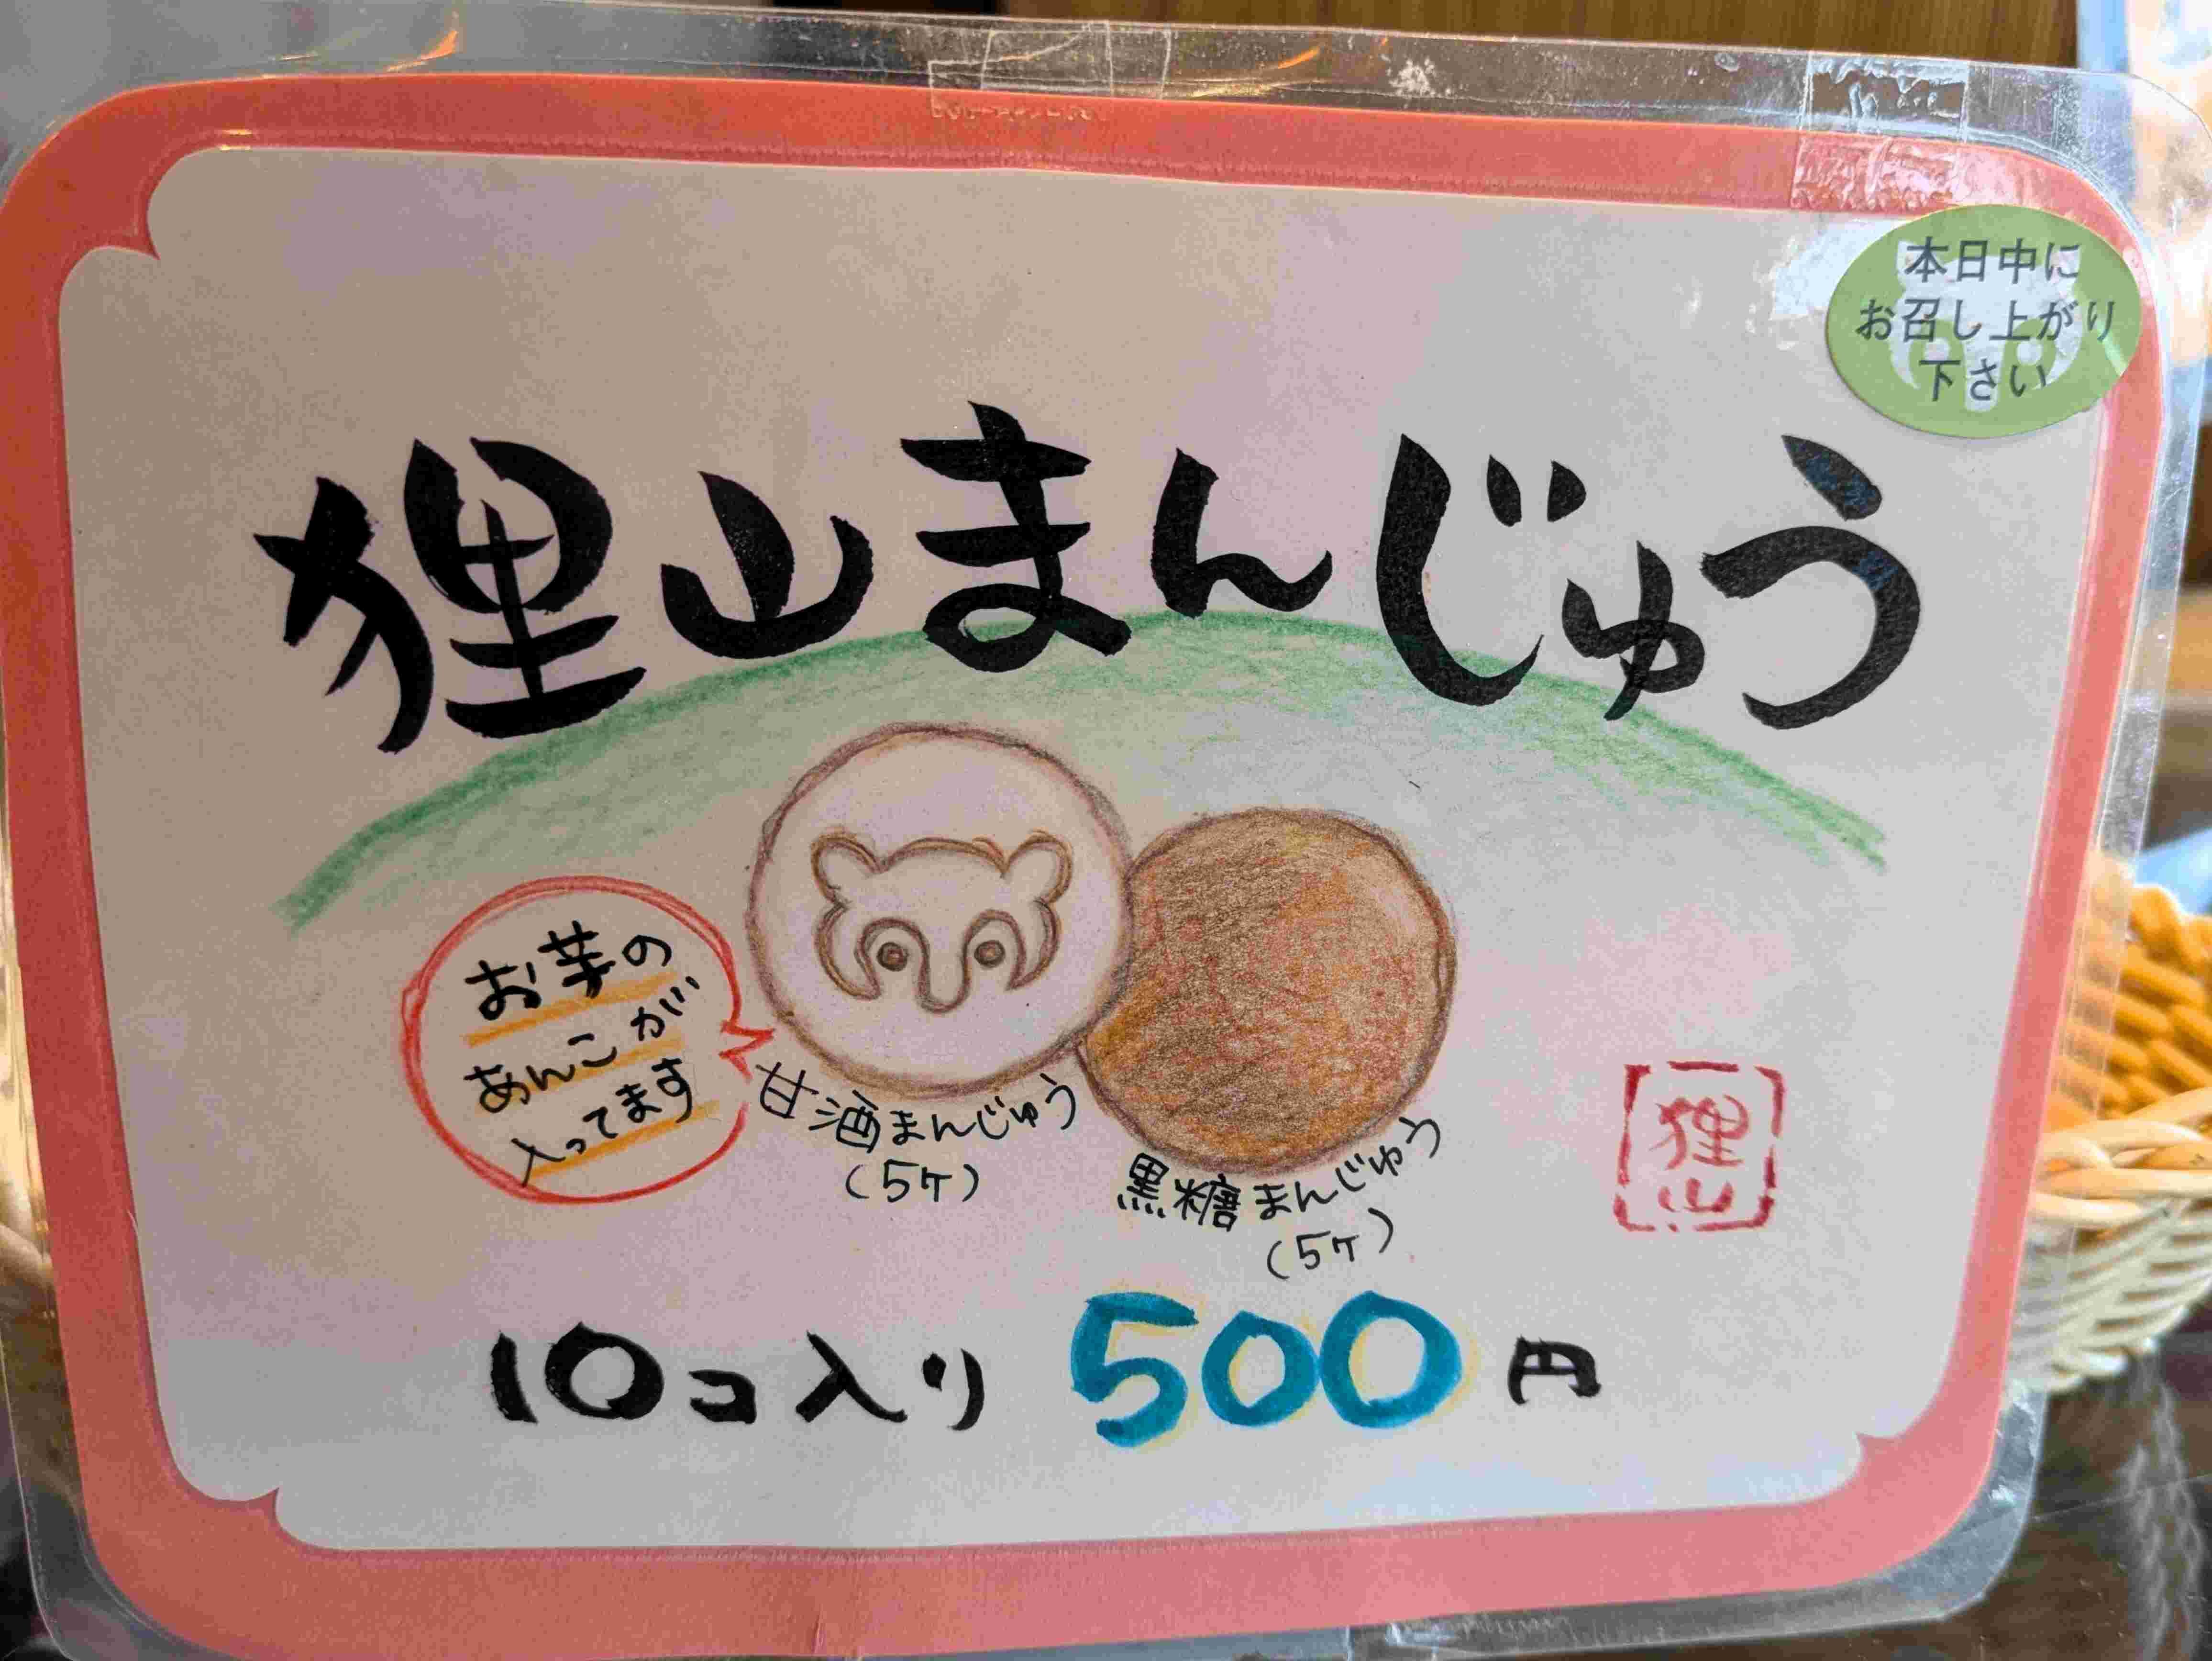 本日中に
お召し上がり
下さい
狸山まんじゅう
お芋の
あんこが
入ってます
甘酒まんじゅう
(5ケ)
黒糖まんじゅう
(5ケ)
狸
山
10コ入り 500円